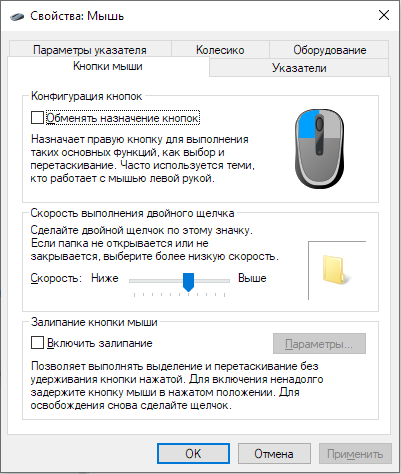 Свойства: Мышь
Параметры указателя
Колесико
Оборудование
Кнопки мыши
Указатели
Конфигурация кнопок
Обменять назначение кнопок
Назначает правую кнопку для выполнения
таких основных функций, как выбор и
перетаскивание. Часто используется теми,
кто работает с мышью левой рукой.
Скорость выполнения двойного щелчка
Сделайте двойной щелчок по этому значку.
Если папка не открывается или не
закрывается, выберите более низкую скорость.
Скорость: Ниже Выше
Залипание кнопки мыши
Включить залипание
Параметры...
Позволяет выполнять выделение и перетаскивание без
удерживания кнопки нажатой. Для включения ненадолго
задержите кнопку мыши в нажатом положении. Для
освобождения снова сделайте щелчок.
OK Отмена Применить